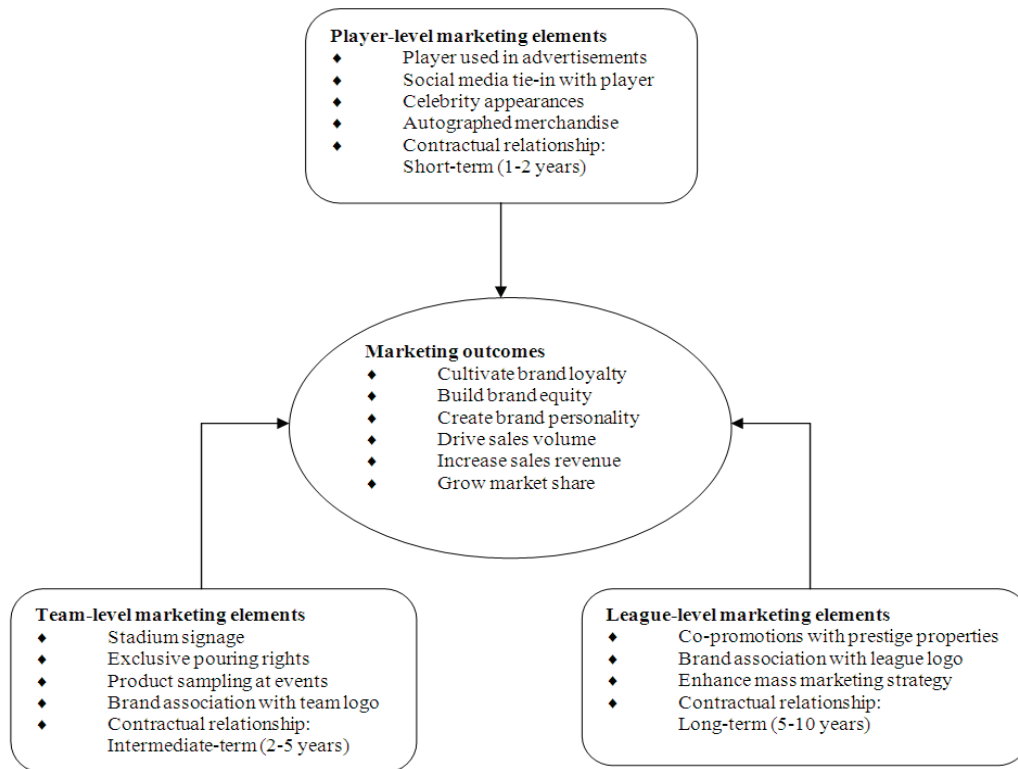 Player-level marketing elements
♦ Player used in advertisements
♦ Social media tie-in with player
♦ Celebrity appearances
♦ Autographed merchandise
♦ Contractual relationship:
Short-term (1-2 years)
Marketing outcomes
♦ Cultivate brand loyalty
♦ Build brand equity
♦ Create brand personality
♦ Drive sales volume
♦ Increase sales revenue
♦ Grow market share
Team-level marketing elements
♦ Stadium signage
♦ Exclusive pouring rights
♦ Product sampling at events
♦ Brand association with team logo
♦ Contractual relationship:
Intermediate-term (2-5 years)
League-level marketing elements
♦ Co-promotions with prestige properties
♦ Brand association with league logo
♦ Enhance mass marketing strategy
♦ Contractual relationship:
Long-term (5-10 years)